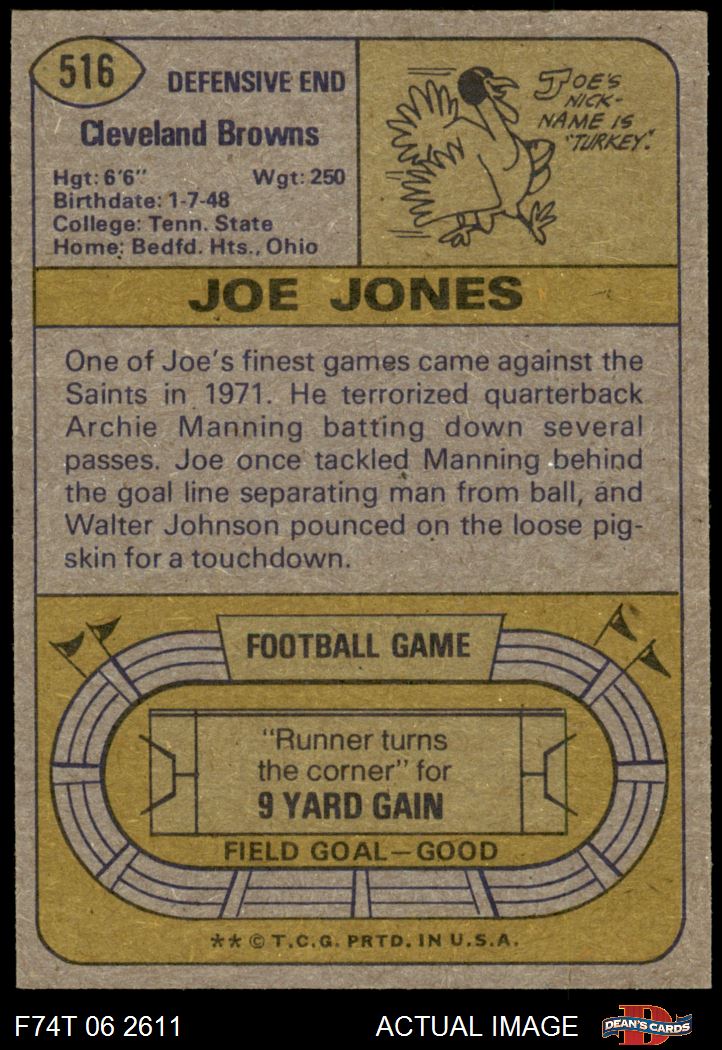 516
DEFENSIVE END
Cleveland Browns
Hgt: 6'6" Wgt: 250
Birthdate: 1-7-48
College: Tenn. State
Home: Bedfd. Hts., Ohio
JOE'S
NICK-
NAME IS
"TURKEY."
JOE JONES
One of Joe's finest games came against the
Saints in 1971. He terrorized quarterback
Archie Manning batting down several
passes. Joe once tackled Manning behind
the goal line separating man from ball, and
Walter Johnson pounced on the loose pig-
skin for a touchdown.
FOOTBALL GAME
"Runner turns
the corner" for
9 YARD GAIN
FIELD GOAL—GOOD
** © T.C.G. PRTD. IN U.S.A.
F74T 06 2611
ACTUAL IMAGE
D
DEAN'S CARDS